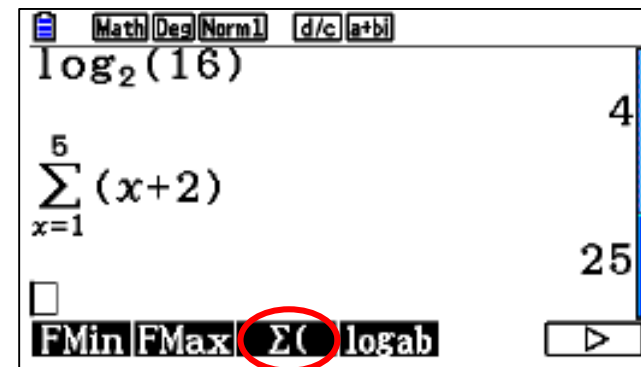 Math Deg Norm1 d/c a+bi
log₂(16)
4
5
∑(x+2)
x=1
25
FMin FMax Σ( logab ▷